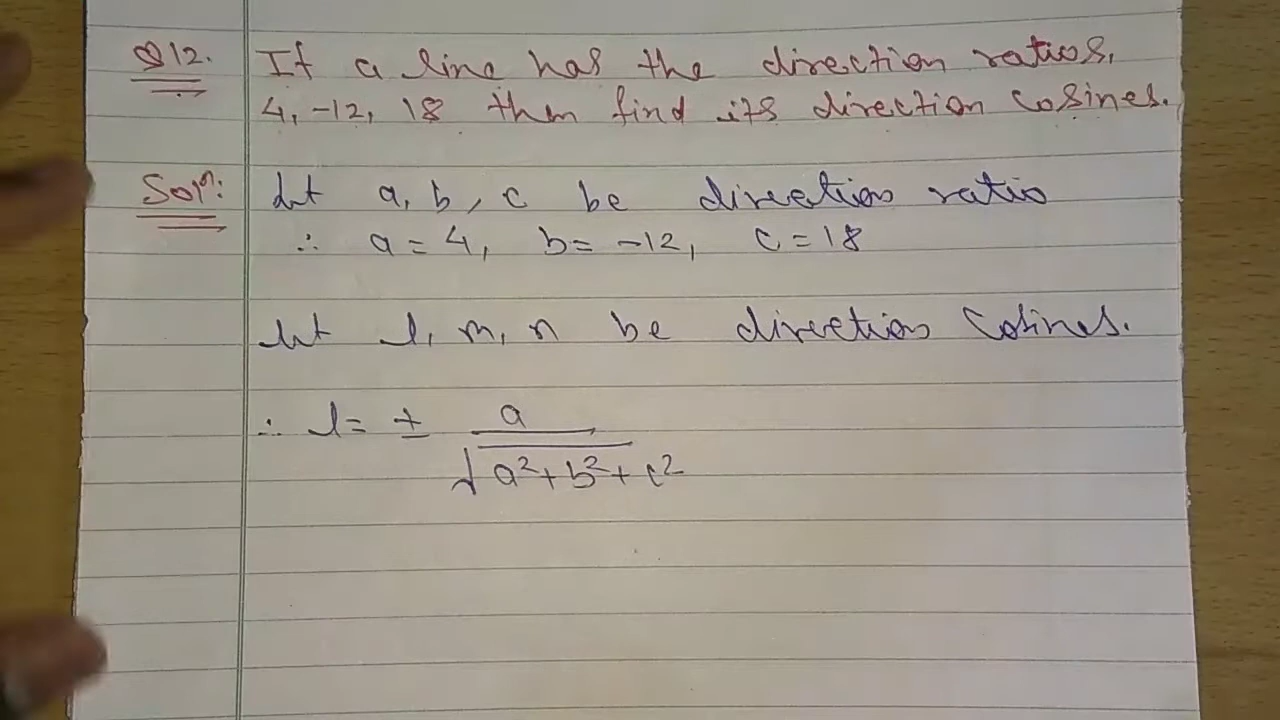 Q12. If a line has the direction ratios,
4, -12, 18 then find its direction cosines.
Solⁿ: Let a, b, c be direction ratio
∴ a = 4, b = -12, c = 18
Let l, m, n be direction cosines.
∴ l = ± a / √(a² + b² + c²)